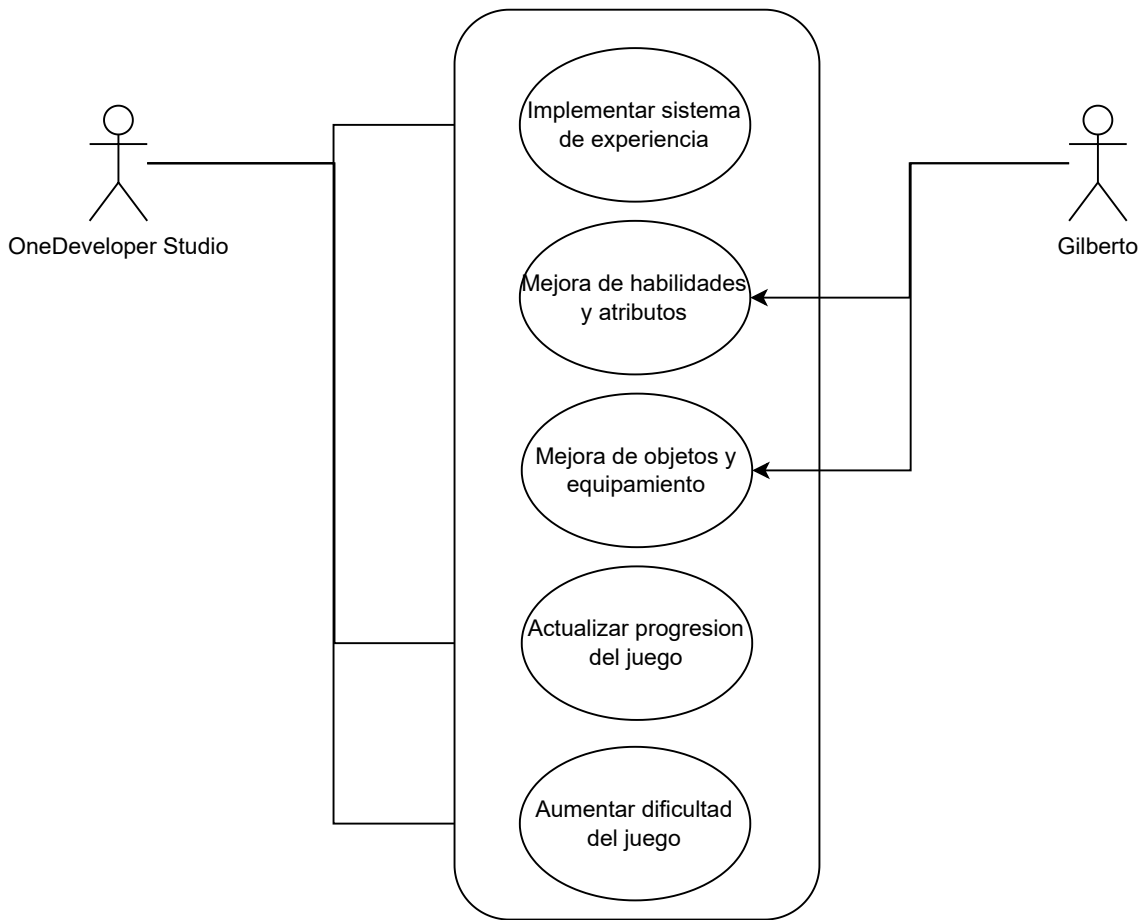 Implementar sistema
de experiencia
OneDeveloper Studio
Gilberto
Mejora de habilidades
y atributos
Mejora de objetos y
equipamiento
Actualizar progresion
del juego
Aumentar dificultad
del juego